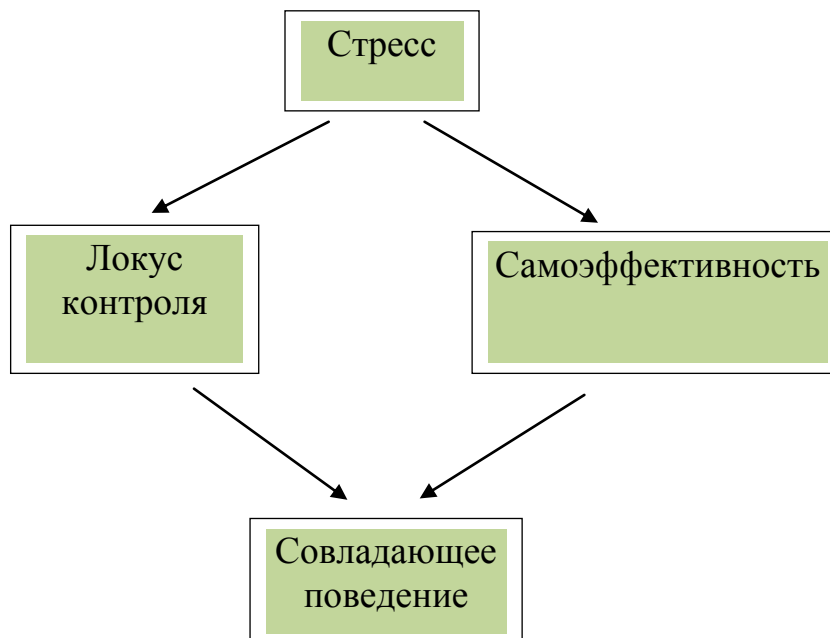 Стресс
Локус
контроля
Самоэффективность
Совладающее
поведение